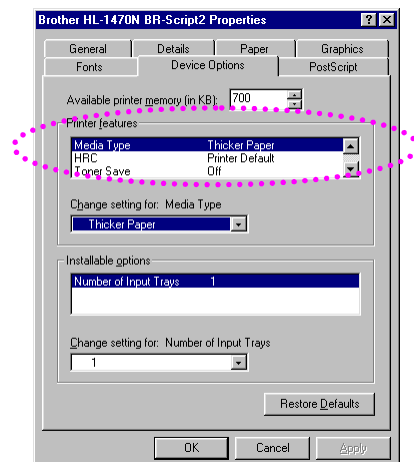 Brother HL-1470N BR-Script2 Properties
General Details Paper Graphics
Fonts Device Options PostScript
Available printer memory (in KB): 700
Printer features
Media Type Thicker Paper
HRC Printer Default
Toner Save Off
Change setting for: Media Type
Thicker Paper
Installable options
Number of Input Trays 1
Change setting for: Number of Input Trays
1
Restore Defaults
OK Cancel Apply